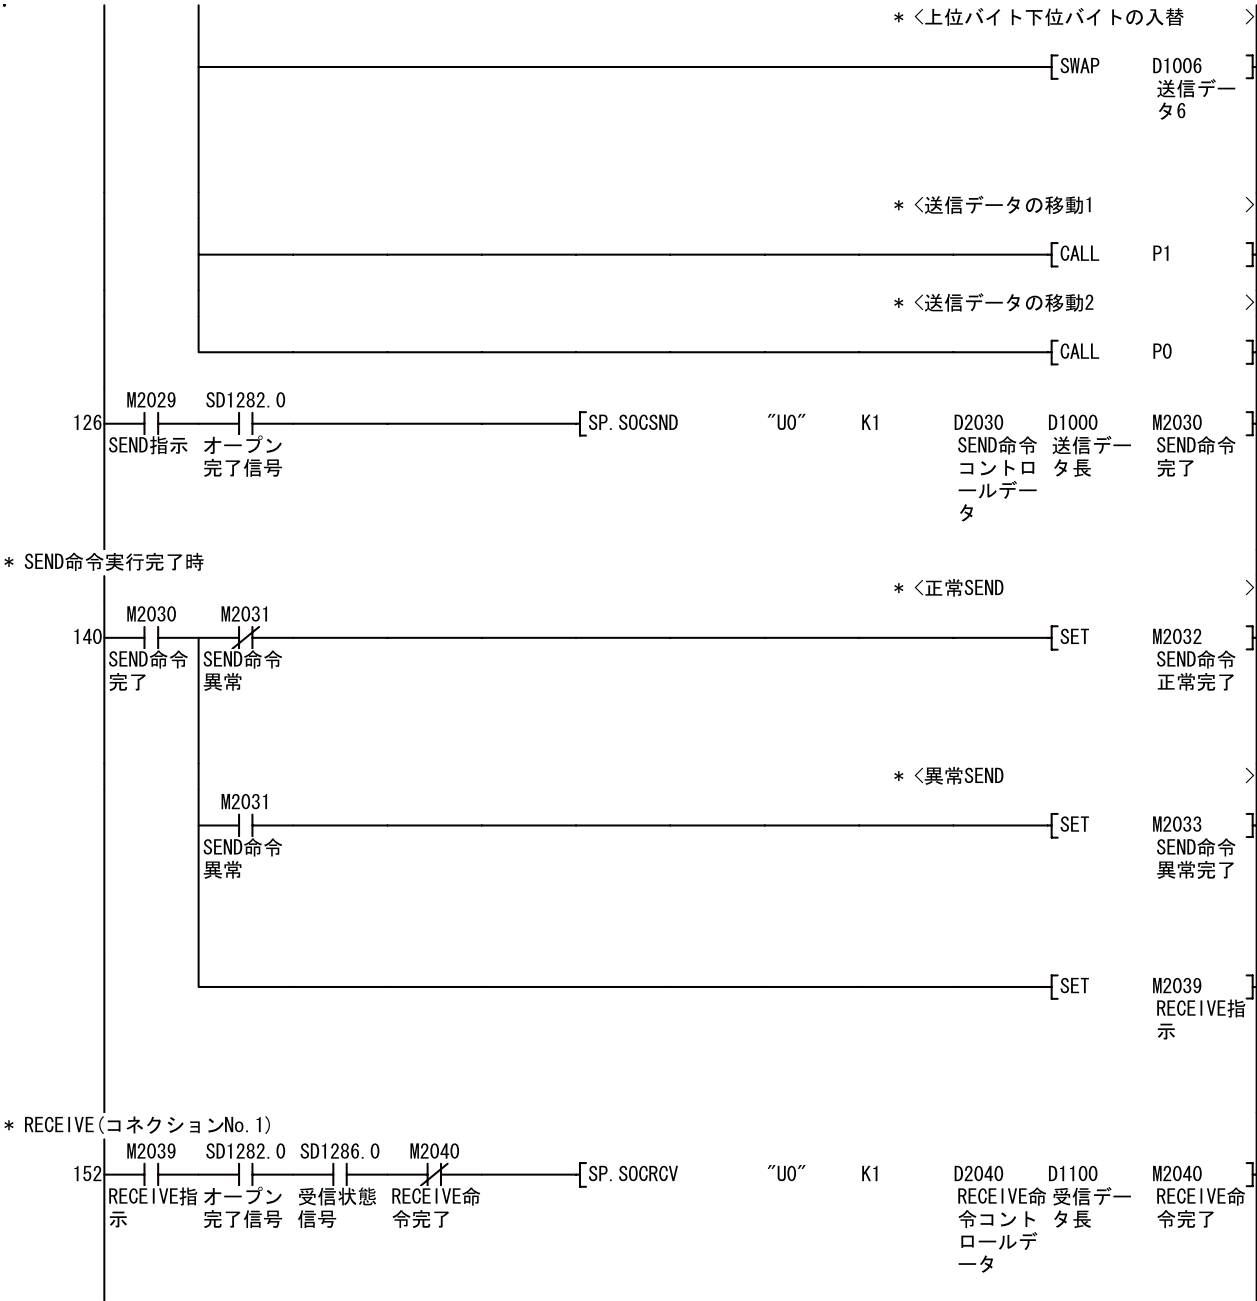 * <上位バイト下位バイトの入替 >
[SWAP D1006 ]
送信デー
タ6
* <送信データの移動1 >
[CALL P1 ]
* <送信データの移動2 >
[CALL P0 ]
M2029 SD1282.0
126 [SP.SOCSND "U0" K1 D2030 D1000 M2030 ]
SEND指示 オープン SEND命令 送信デー SEND命令
完了信号 コントロ タ長 完了
ールデー
タ
* SEND命令実行完了時
* <正常SEND >
M2030 M2031
140 [SET M2032 ]
SEND命令 SEND命令 SEND命令
完了 異常 正常完了
* <異常SEND >
M2031
[SET M2033 ]
SEND命令 SEND命令
異常 異常完了
[SET M2039 ]
RECEIVE指
示
* RECEIVE(コネクションNo.1)
M2039 SD1282.0 SD1286.0 M2040
152 [SP.SOCRCV "U0" K1 D2040 D1100 M2040 ]
RECEIVE指 オープン 受信状態 RECEIVE命 RECEIVE命 受信デー RECEIVE命
示 完了信号 信号 令完了 令コント タ長 令完了
ロールデ
ータ